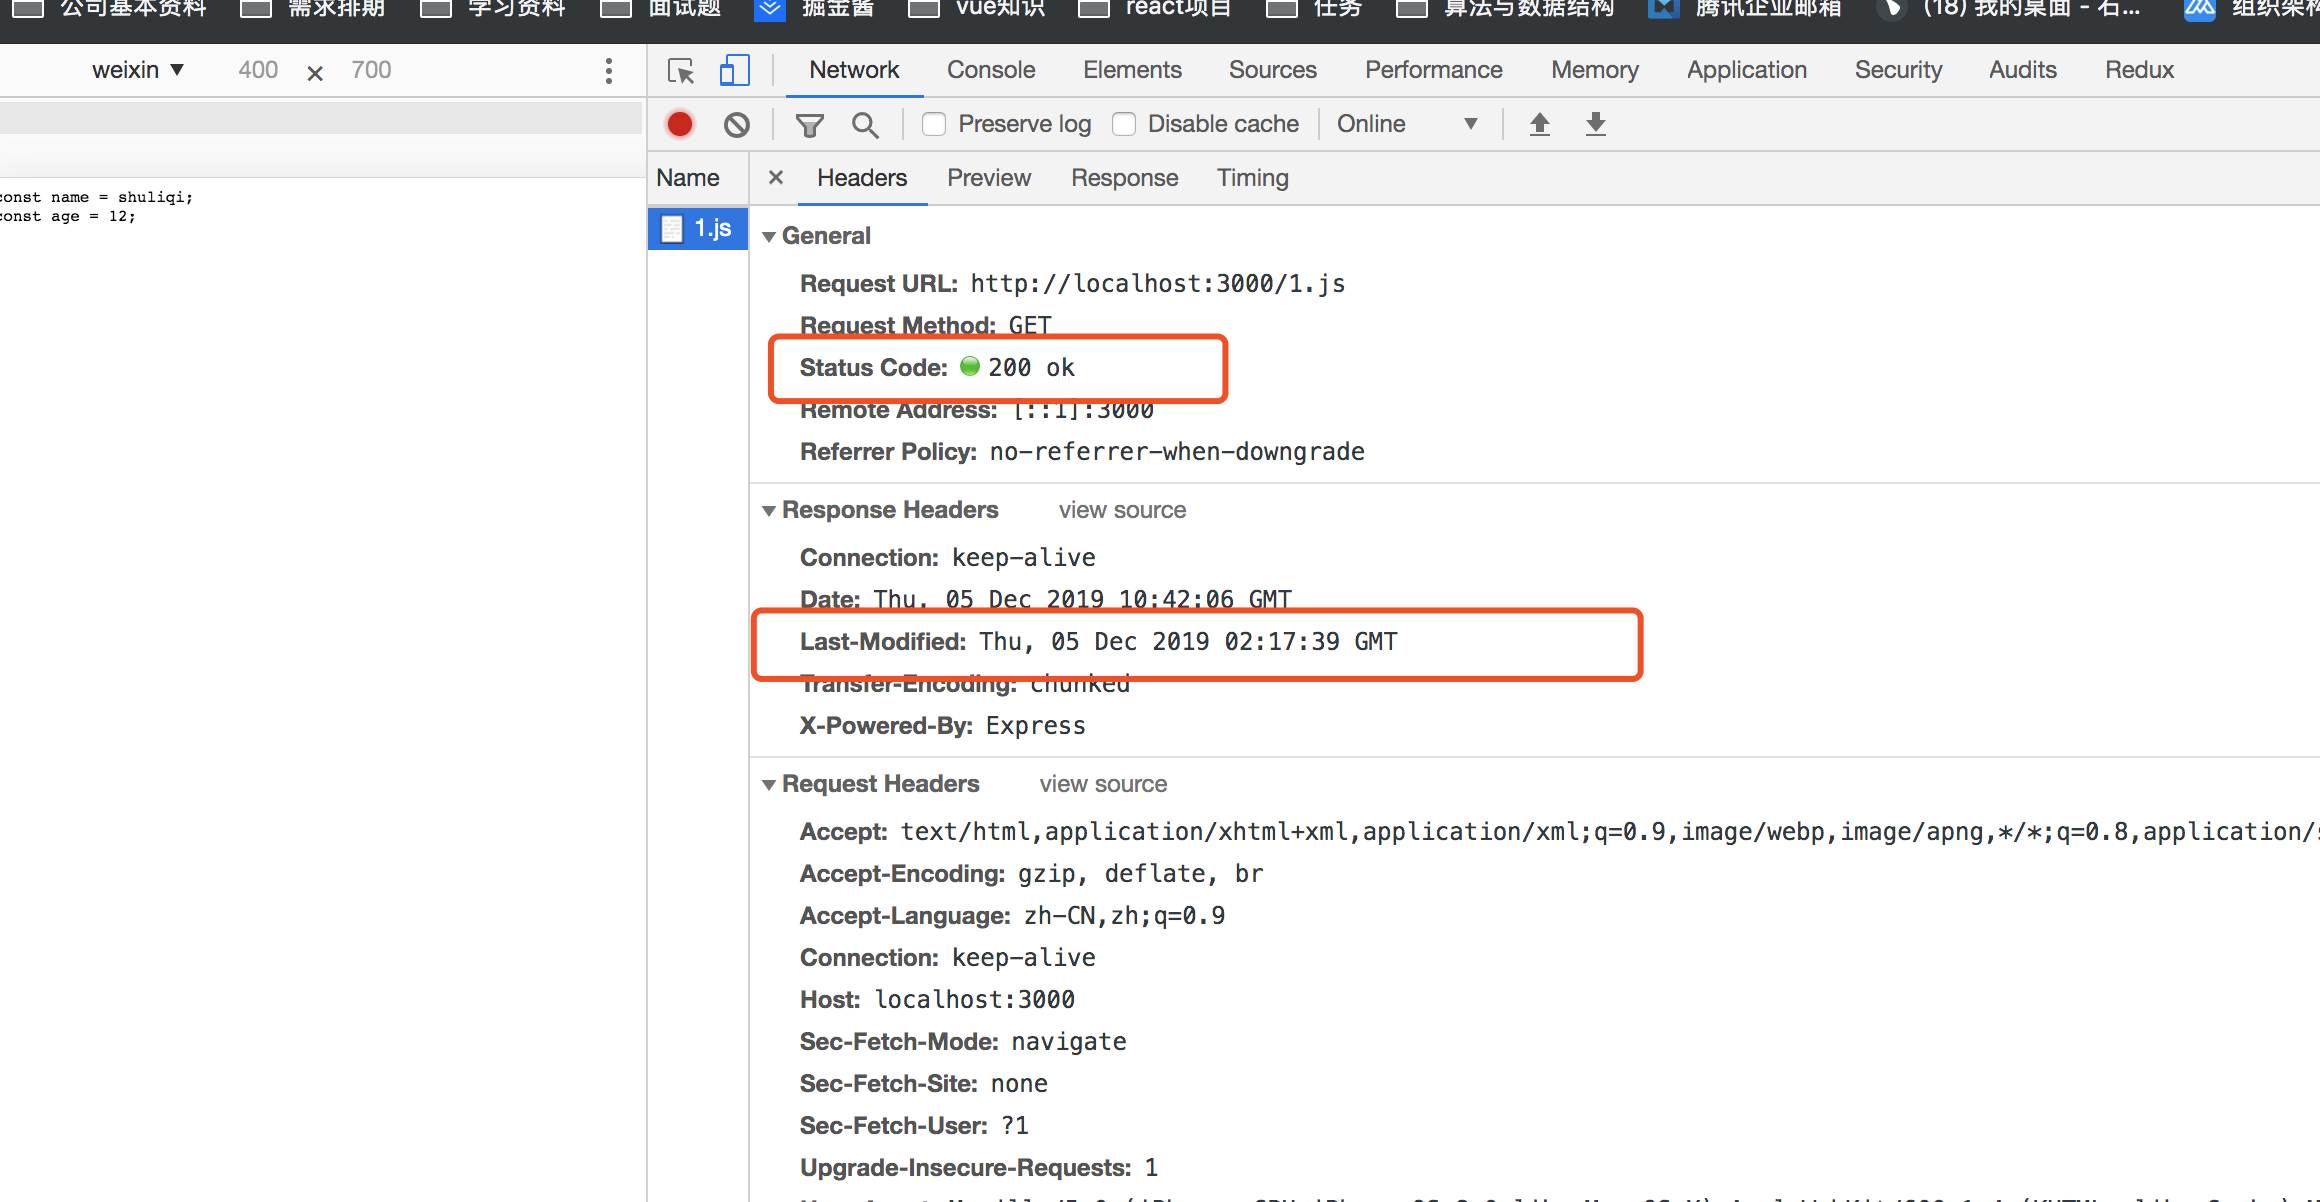 公司基本资料 需求排期 学习资料 面试题 掘金酱 vue知识 react项目 任务 算法与数据结构 腾讯企业邮箱 (18) 我的桌面 - 石... 组织架构
weixin ▼ 400 × 700
Network Console Elements Sources Performance Memory Application Security Audits Redux
Preserve log Disable cache Online ▼
Name × Headers Preview Response Timing
const name = shuliqi;
const age = 12;
1.js
▼ General
Request URL: http://localhost:3000/1.js
Request Method: GET
Status Code: 200 ok
Remote Address: [::1]:3000
Referrer Policy: no-referrer-when-downgrade
▼ Response Headers view source
Connection: keep-alive
Date: Thu, 05 Dec 2019 10:42:06 GMT
Last-Modified: Thu, 05 Dec 2019 02:17:39 GMT
Transfer-Encoding: chunked
X-Powered-By: Express
▼ Request Headers view source
Accept: text/html,application/xhtml+xml,application/xml;q=0.9,image/webp,image/apng,*/*;q=0.8,application/s
Accept-Encoding: gzip, deflate, br
Accept-Language: zh-CN,zh;q=0.9
Connection: keep-alive
Host: localhost:3000
Sec-Fetch-Mode: navigate
Sec-Fetch-Site: none
Sec-Fetch-User: ?1
Upgrade-Insecure-Requests: 1